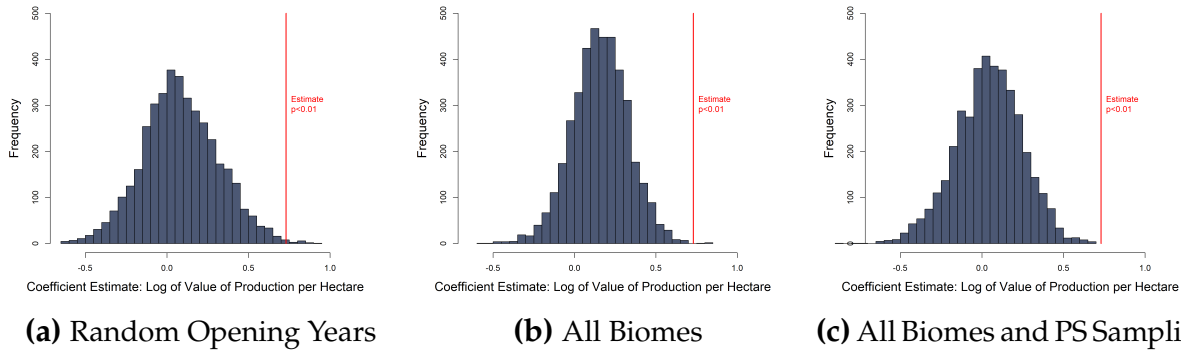 500
400
300
200
100
0
Frequency
Estimate
p<0.01
-0.5
0.0
0.5
1.0
Coefficient Estimate: Log of Value of Production per Hectare
(a) Random Opening Years
500
400
300
200
100
0
Frequency
Estimate
p<0.01
-0.5
0.0
0.5
1.0
Coefficient Estimate: Log of Value of Production per Hectare
(b) All Biomes
500
400
300
200
100
0
Frequency
Estimate
p<0.01
-0.5
0.0
0.5
1.0
Coefficient Estimate: Log of Value of Production per Hectare
(c) All Biomes and PS Sampli